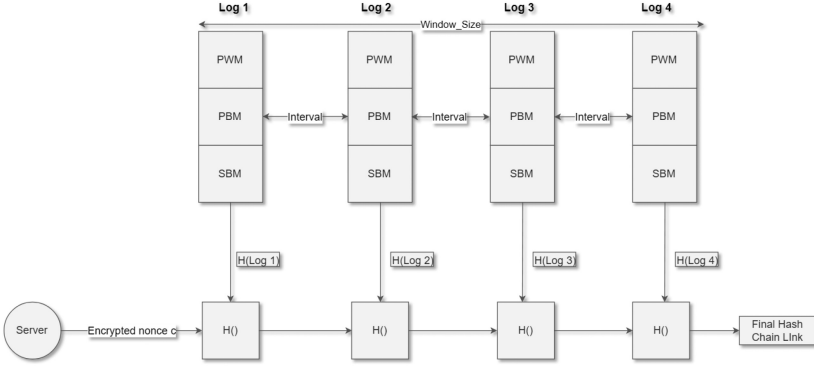 Log 1
Log 2
Log 3
Log 4
Window_Size
PWM
PWM
PWM
PWM
PBM
Interval
PBM
Interval
PBM
Interval
PBM
SBM
SBM
SBM
SBM
H(Log 1)
H(Log 2)
H(Log 3)
H(Log 4)
Server
Encrypted nonce c
H()
H()
H()
H()
Final Hash
Chain LInk